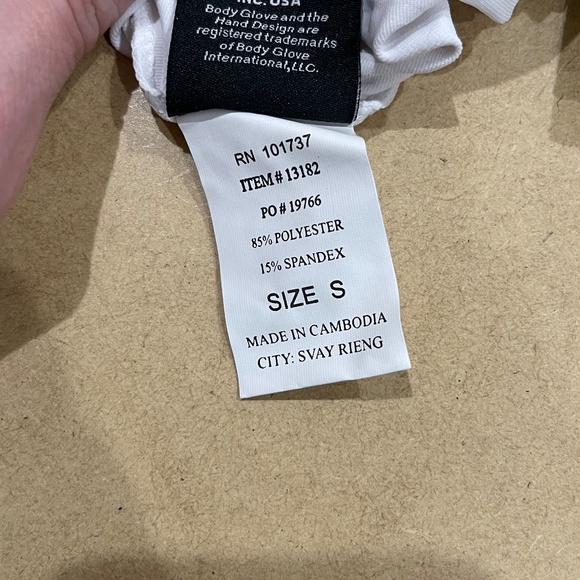 INC. USA
Body Glove and the
Hand Design are
registered trademarks
of Body Glove
International,LLC.
RN 101737
ITEM # 13182
PO # 19766
85% POLYESTER
15% SPANDEX
SIZE S
MADE IN CAMBODIA
CITY: SVAY RIENG